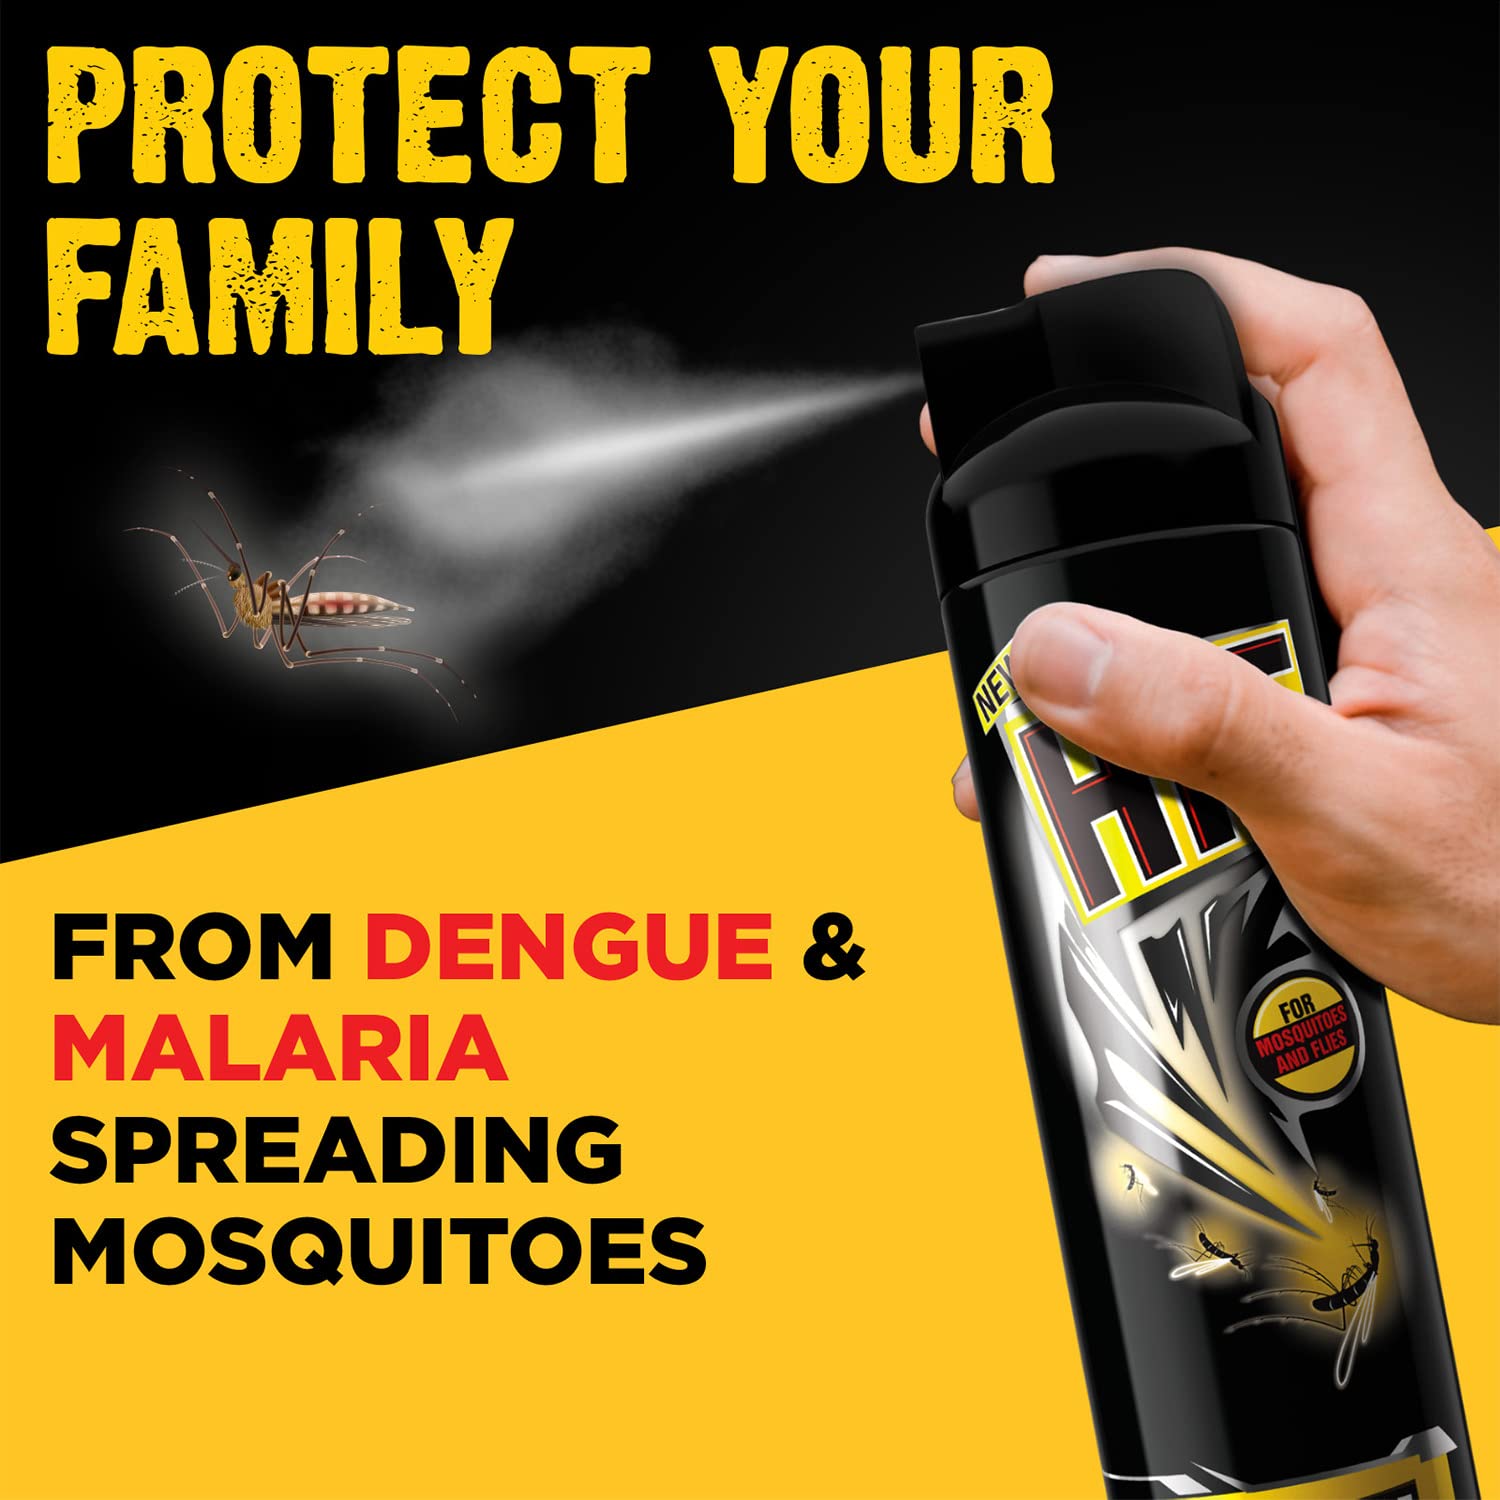 PROTECT YOUR
FAMILY
NEW
FROM DENGUE &
MALARIA
SPREADING
MOSQUITOES
FOR
MOSQUITOES
AND FLIES